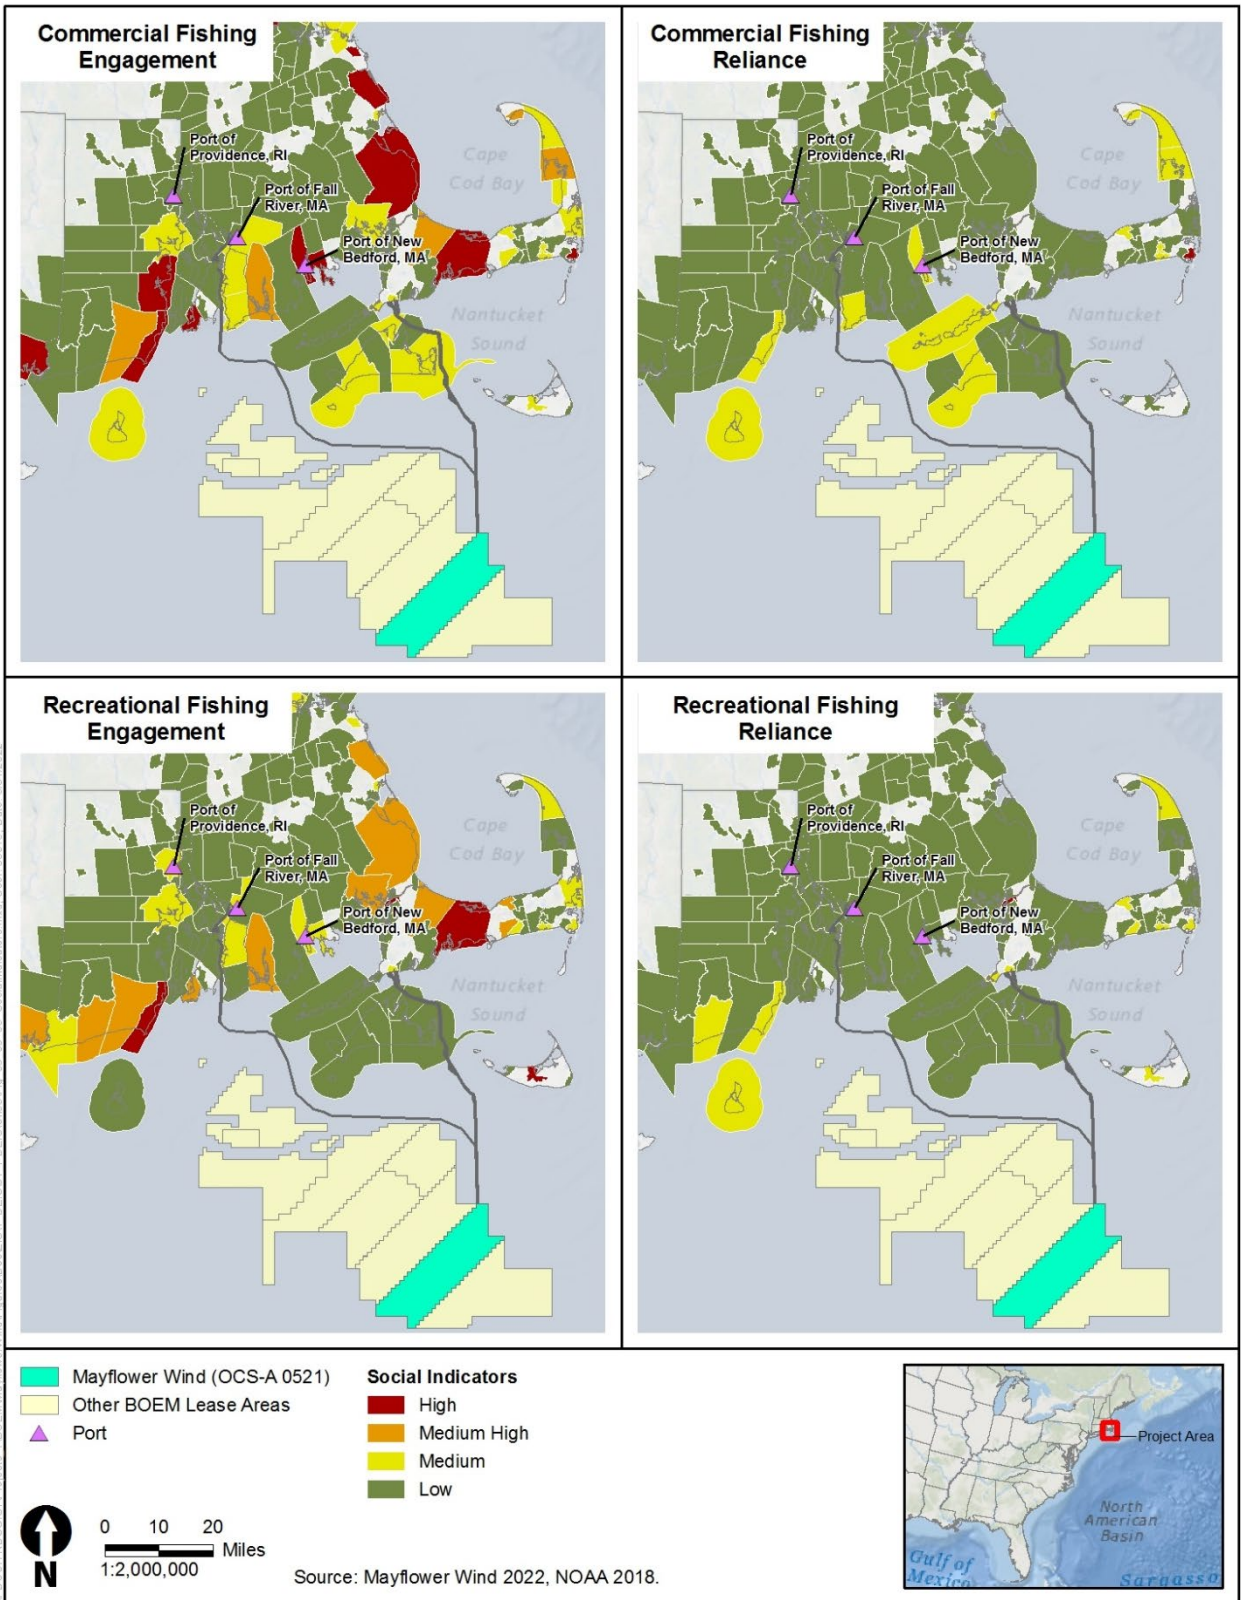 Commercial Fishing
Engagement
Port of
Providence, RI
Port of Fall
River, MA
Port of New
Bedford, MA
Cape
Cod Bay
Nantucket
Sound
Commercial Fishing
Reliance
Port of
Providence, RI
Port of Fall
River, MA
Port of New
Bedford, MA
Cape
Cod Bay
Nantucket
Sound
Recreational Fishing
Engagement
Port of
Providence, RI
Port of Fall
River, MA
Port of New
Bedford, MA
Cape
Cod Bay
Nantucket
Sound
Recreational Fishing
Reliance
Port of
Providence, RI
Port of Fall
River, MA
Port of New
Bedford, MA
Cape
Cod Bay
Nantucket
Sound
Mayflower Wind (OCS-A 0521)
Other BOEM Lease Areas
Port
Social Indicators
High
Medium High
Medium
Low
N
0 10 20
Miles
1:2,000,000
Source: Mayflower Wind 2022, NOAA 2018.
Project Area
North
American
Basin
Gulf of
Mexico
Sargasso